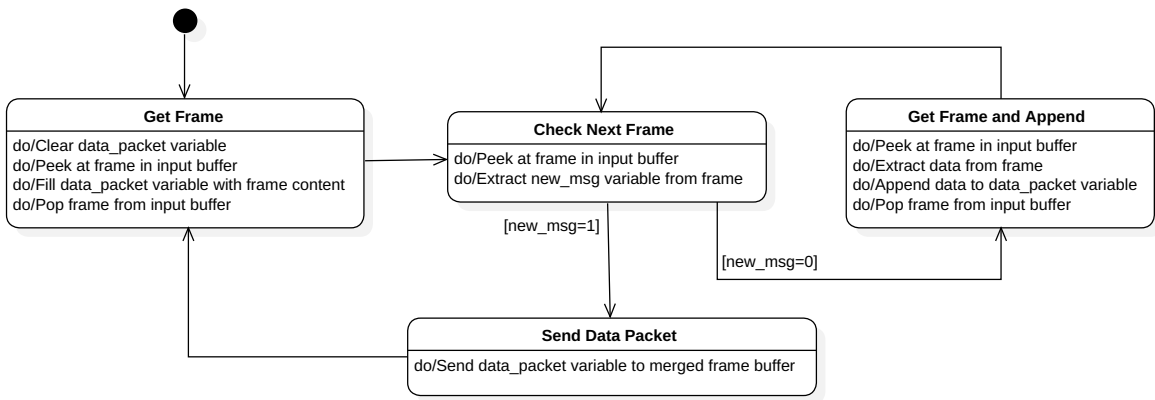 Get Frame
do/Clear data_packet variable
do/Peek at frame in input buffer
do/Fill data_packet variable with frame content
do/Pop frame from input buffer
Check Next Frame
do/Peek at frame in input buffer
do/Extract new_msg variable from frame
Get Frame and Append
do/Peek at frame in input buffer
do/Extract data from frame
do/Append data to data_packet variable
do/Pop frame from input buffer
[new_msg=1]
[new_msg=0]
Send Data Packet
do/Send data_packet variable to merged frame buffer